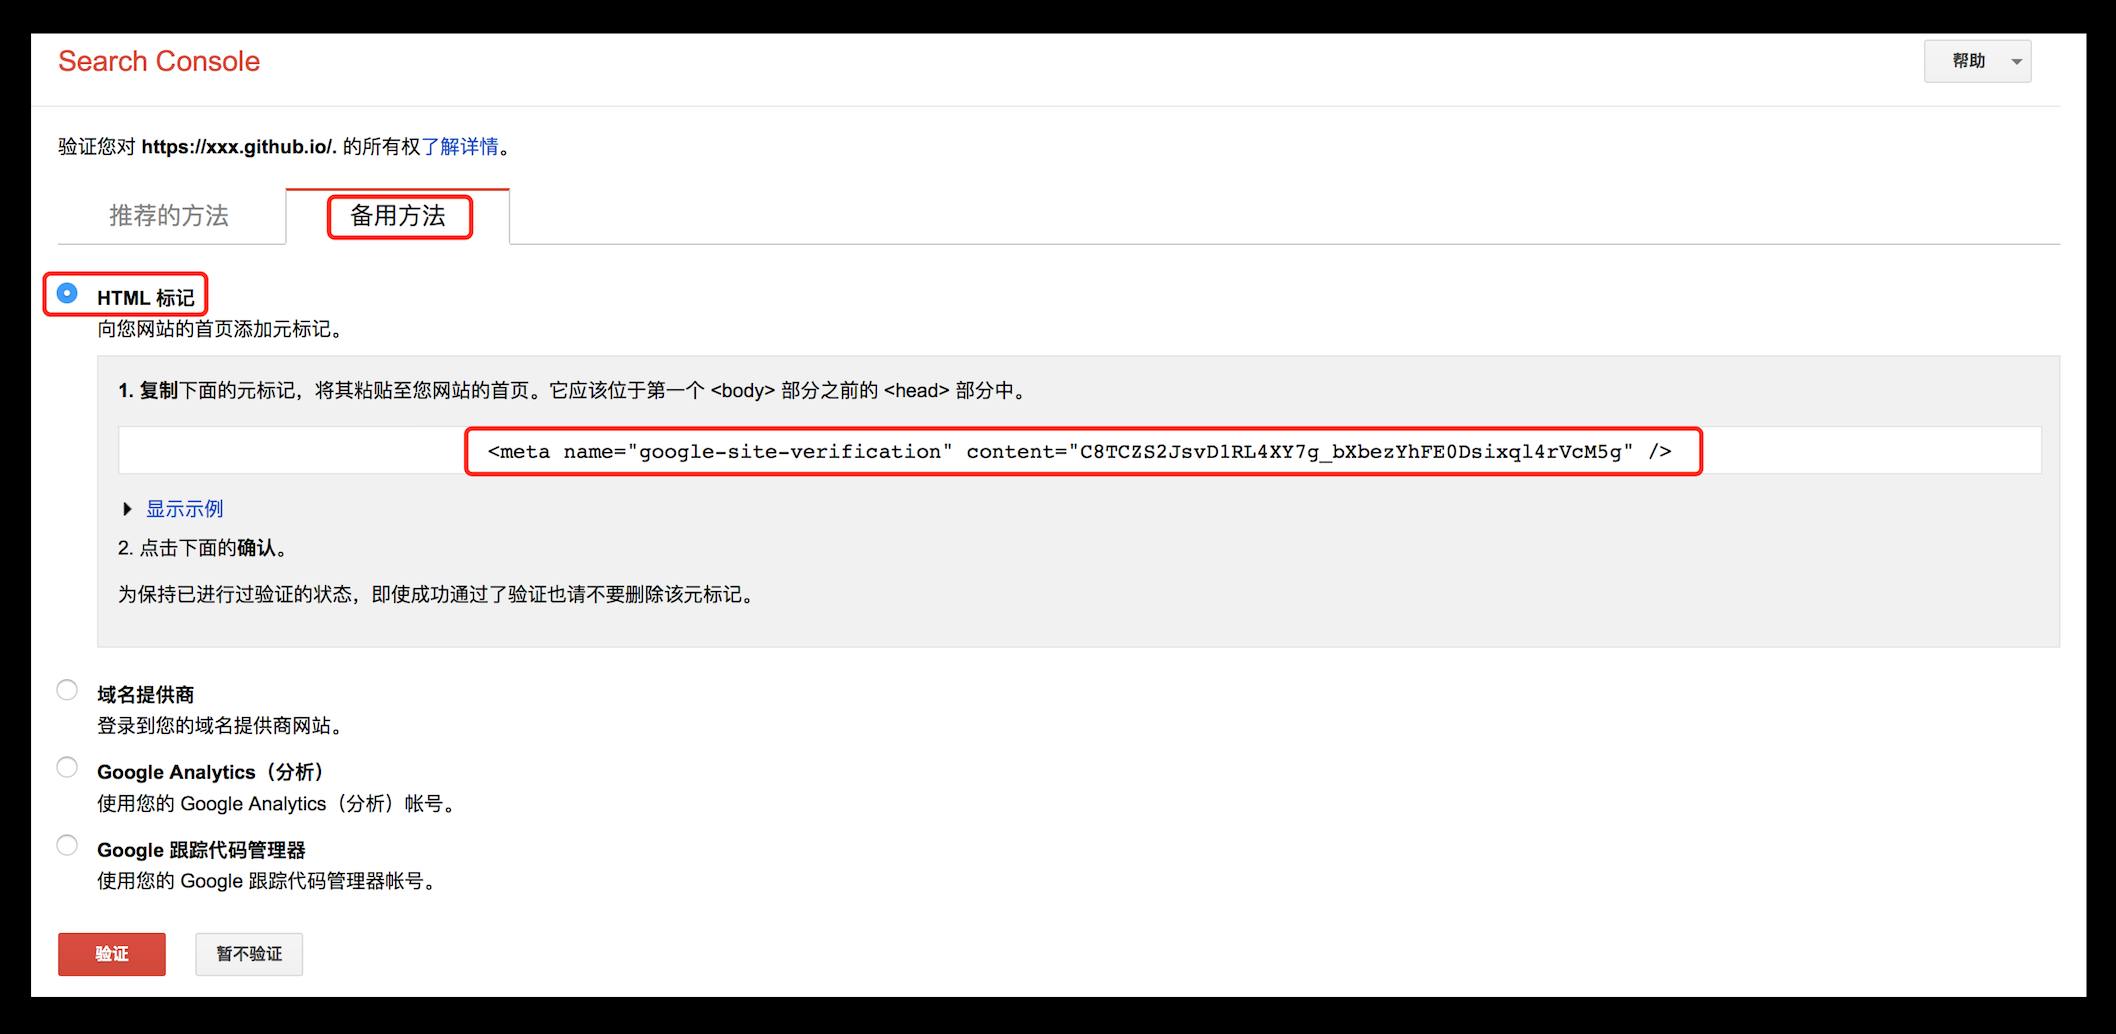 Search Console
帮助
验证您对 https://xxx.github.io/. 的所有权了解详情。
推荐的方法
备用方法
HTML 标记
向您网站的首页添加元标记。
1. 复制下面的元标记，将其粘贴至您网站的首页。它应该位于第一个 <body> 部分之前的 <head> 部分中。
<meta name="google-site-verification" content="C8TCZS2JsvD1RL4XY7g_bXbezYhFE0Dsixql4rVcM5g" />
显示示例
2. 点击下面的确认。
为保持已进行过验证的状态，即使成功通过了验证也请不要删除该元标记。
域名提供商
登录到您的域名提供商网站。
Google Analytics（分析）
使用您的 Google Analytics（分析）帐号。
Google 跟踪代码管理器
使用您的 Google 跟踪代码管理器帐号。
验证
暂不验证